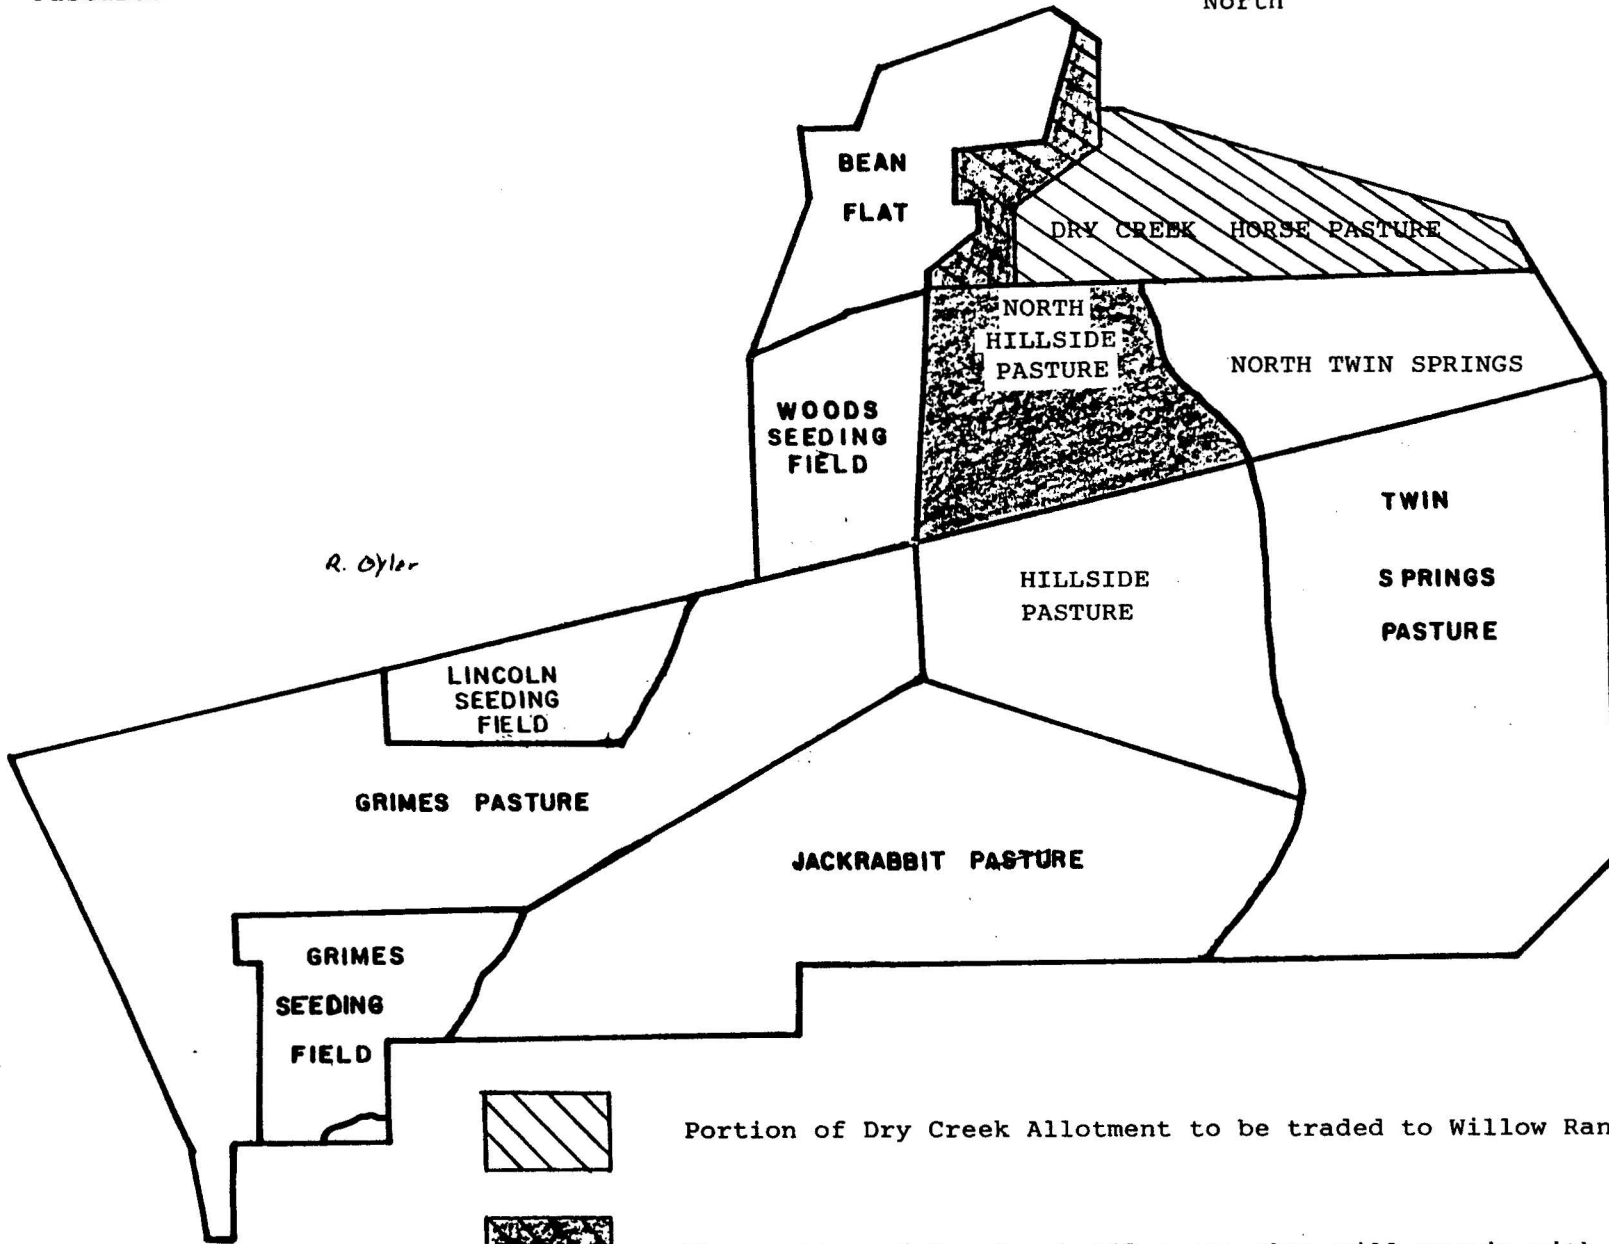 North
BEAN
FLAT
DRY CREEK HORSE PASTURE
NORTH
HILLSIDE
PASTURE
NORTH TWIN SPRINGS
WOODS
SEEDING
FIELD
TWIN
SPRINGS
PASTURE
R. Oyler
HILLSIDE
PASTURE
LINCOLN
SEEDING
FIELD
GRIMES PASTURE
JACKRABBIT PASTURE
GRIMES
SEEDING
FIELD
Portion of Dry Creek Allotment to be traded to Willow Ran